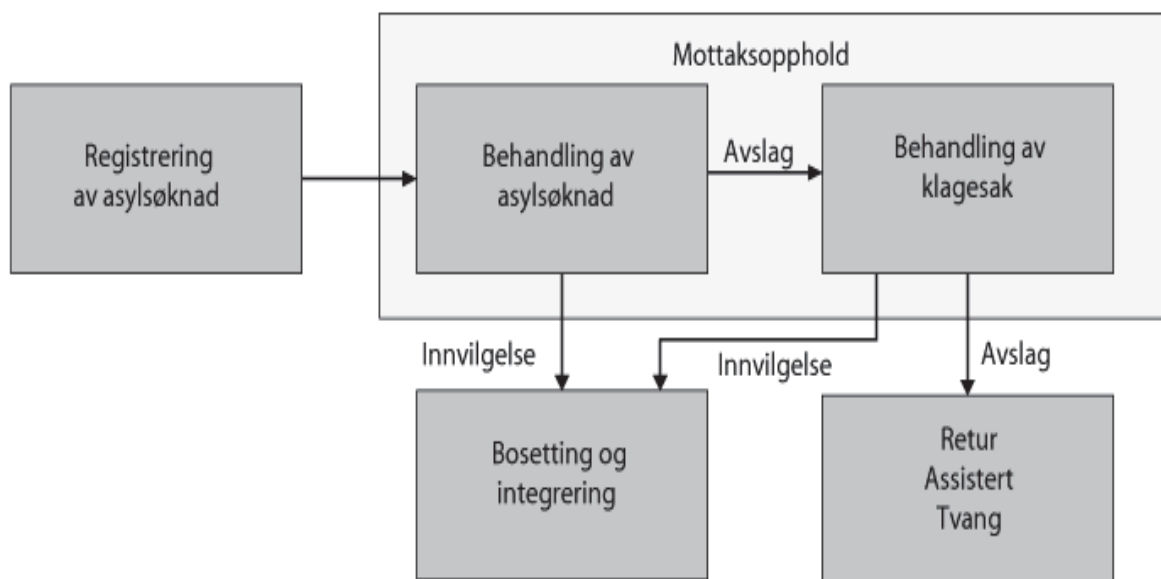 Mottaksopphold
Registrering
av asylsøknad
Behandling av
asylsøknad
Avslag
Behandling av
klagesak
Innvilgelse
Innvilgelse
Avslag
Bosetting og
integrering
Retur
Assistert
Tvang